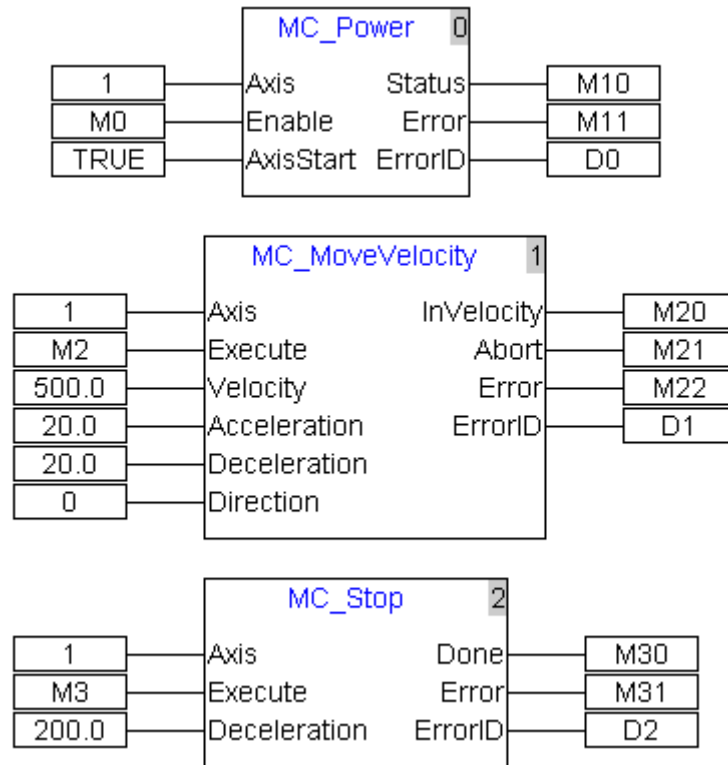 MC_Power 0
1 Axis Status M10
M0 Enable Error M11
TRUE AxisStart ErrorID D0
MC_MoveVelocity 1
1 Axis InVelocity M20
M2 Execute Abort M21
500.0 Velocity Error M22
20.0 Acceleration ErrorID D1
20.0 Deceleration
0 Direction
MC_Stop 2
1 Axis Done M30
M3 Execute Error M31
200.0 Deceleration ErrorID D2